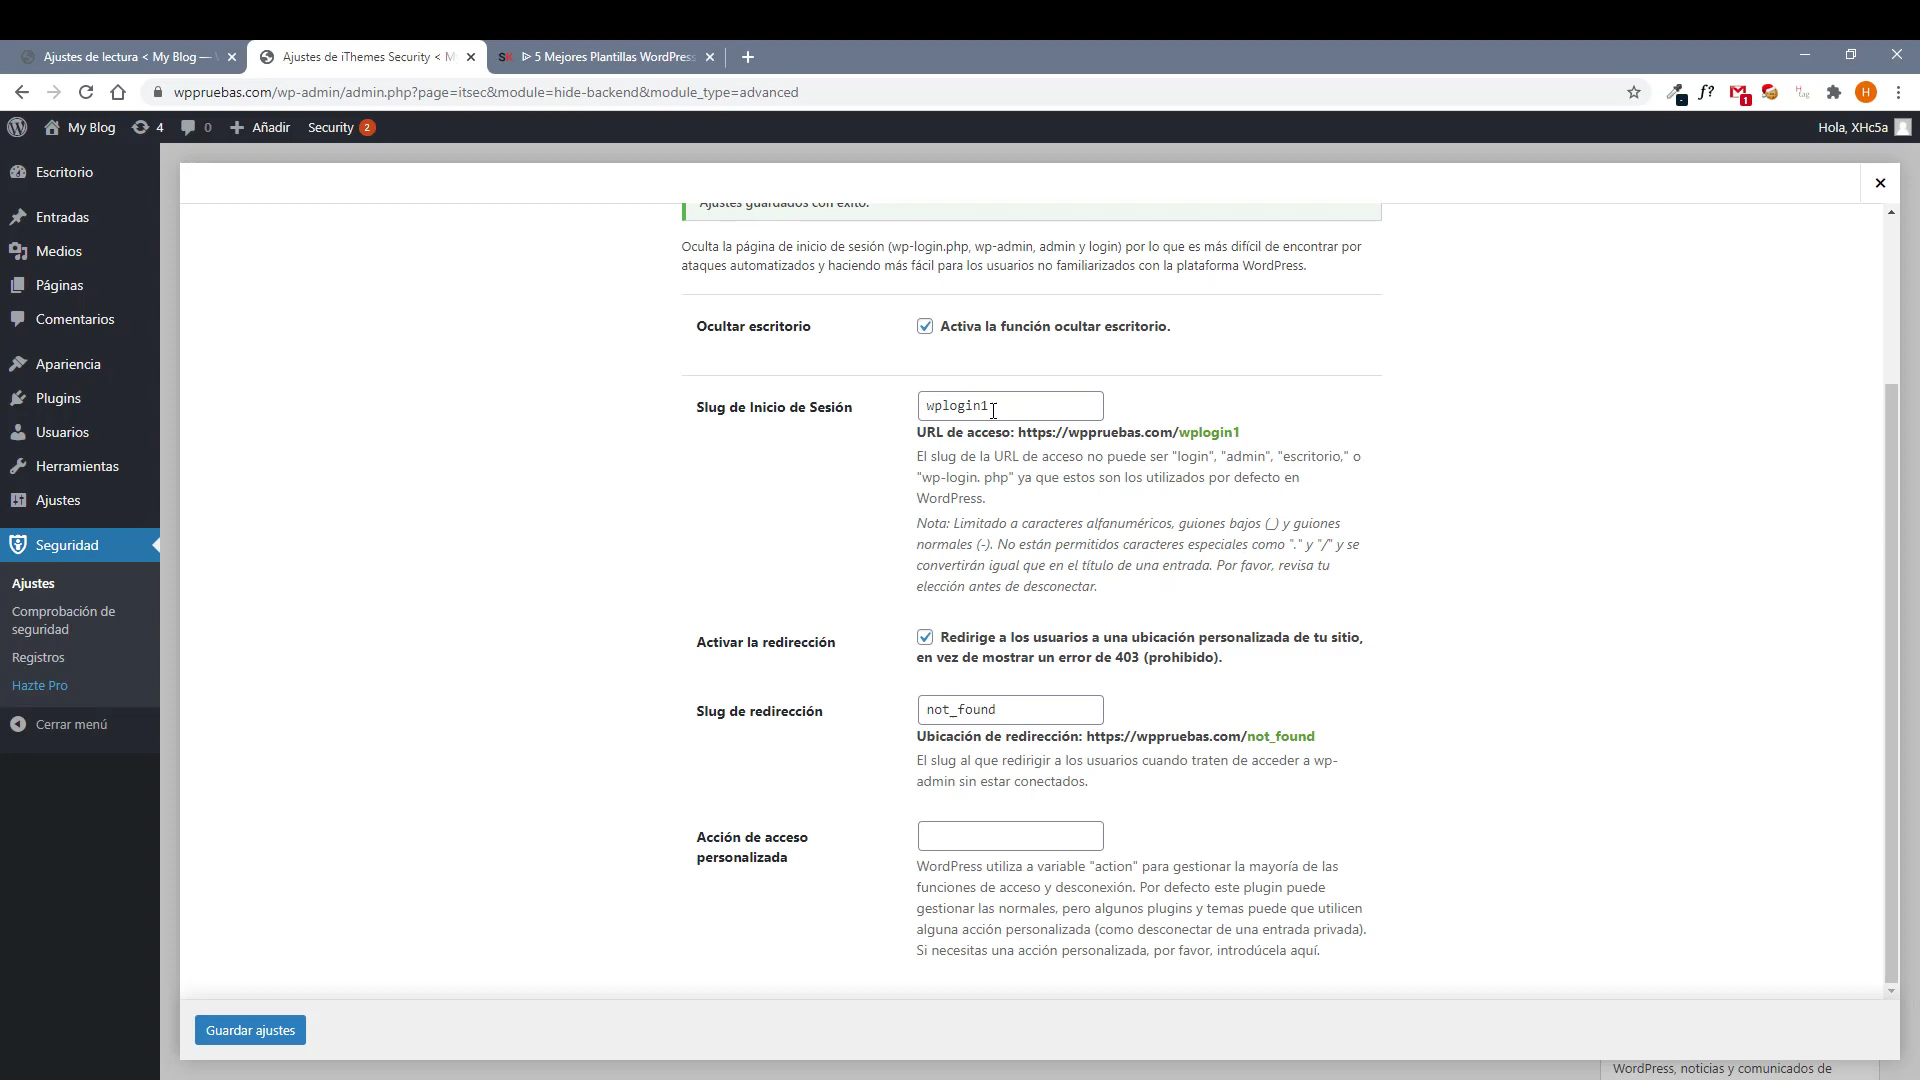 Ajustes de lectura < My Blog —
Ajustes de iThemes Security < M
SK ᐅ 5 Mejores Plantillas WordPress
wppruebas.com/wp-admin/admin.php?page=itsec&module=hide-backend&module_type=advanced
f?
1
H
My Blog
4
0
Añadir
Security 2
Hola, XHc5a
Escritorio
Entradas
Medios
Páginas
Comentarios
Apariencia
Plugins
Usuarios
Herramientas
Ajustes
Seguridad
Ajustes
Comprobación de
seguridad
Registros
Hazte Pro
Cerrar menú
Ajustes guardados con éxito.
Oculta la página de inicio de sesión (wp-login.php, wp-admin, admin y login) por lo que es más difícil de encontrar por
ataques automatizados y haciendo más fácil para los usuarios no familiarizados con la plataforma WordPress.
Ocultar escritorio
Activa la función ocultar escritorio.
Slug de Inicio de Sesión
wplogin1
URL de acceso: https://wppruebas.com/wplogin1
El slug de la URL de acceso no puede ser "login", "admin", "escritorio," o
"wp-login. php" ya que estos son los utilizados por defecto en
WordPress.
Nota: Limitado a caracteres alfanuméricos, guiones bajos (_) y guiones
normales (-). No están permitidos caracteres especiales como "." y "/" y se
convertirán igual que en el título de una entrada. Por favor, revisa tu
elección antes de desconectar.
Activar la redirección
Redirige a los usuarios a una ubicación personalizada de tu sitio,
en vez de mostrar un error de 403 (prohibido).
Slug de redirección
not_found
Ubicación de redirección: https://wppruebas.com/not_found
El slug al que redirigir a los usuarios cuando traten de acceder a wp-
admin sin estar conectados.
Acción de acceso
personalizada
WordPress utiliza a variable "action" para gestionar la mayoría de las
funciones de acceso y desconexión. Por defecto este plugin puede
gestionar las normales, pero algunos plugins y temas puede que utilicen
alguna acción personalizada (como desconectar de una entrada privada).
Si necesitas una acción personalizada, por favor, introdúcela aquí.
Guardar ajustes
WordPress, noticias y comunicados de